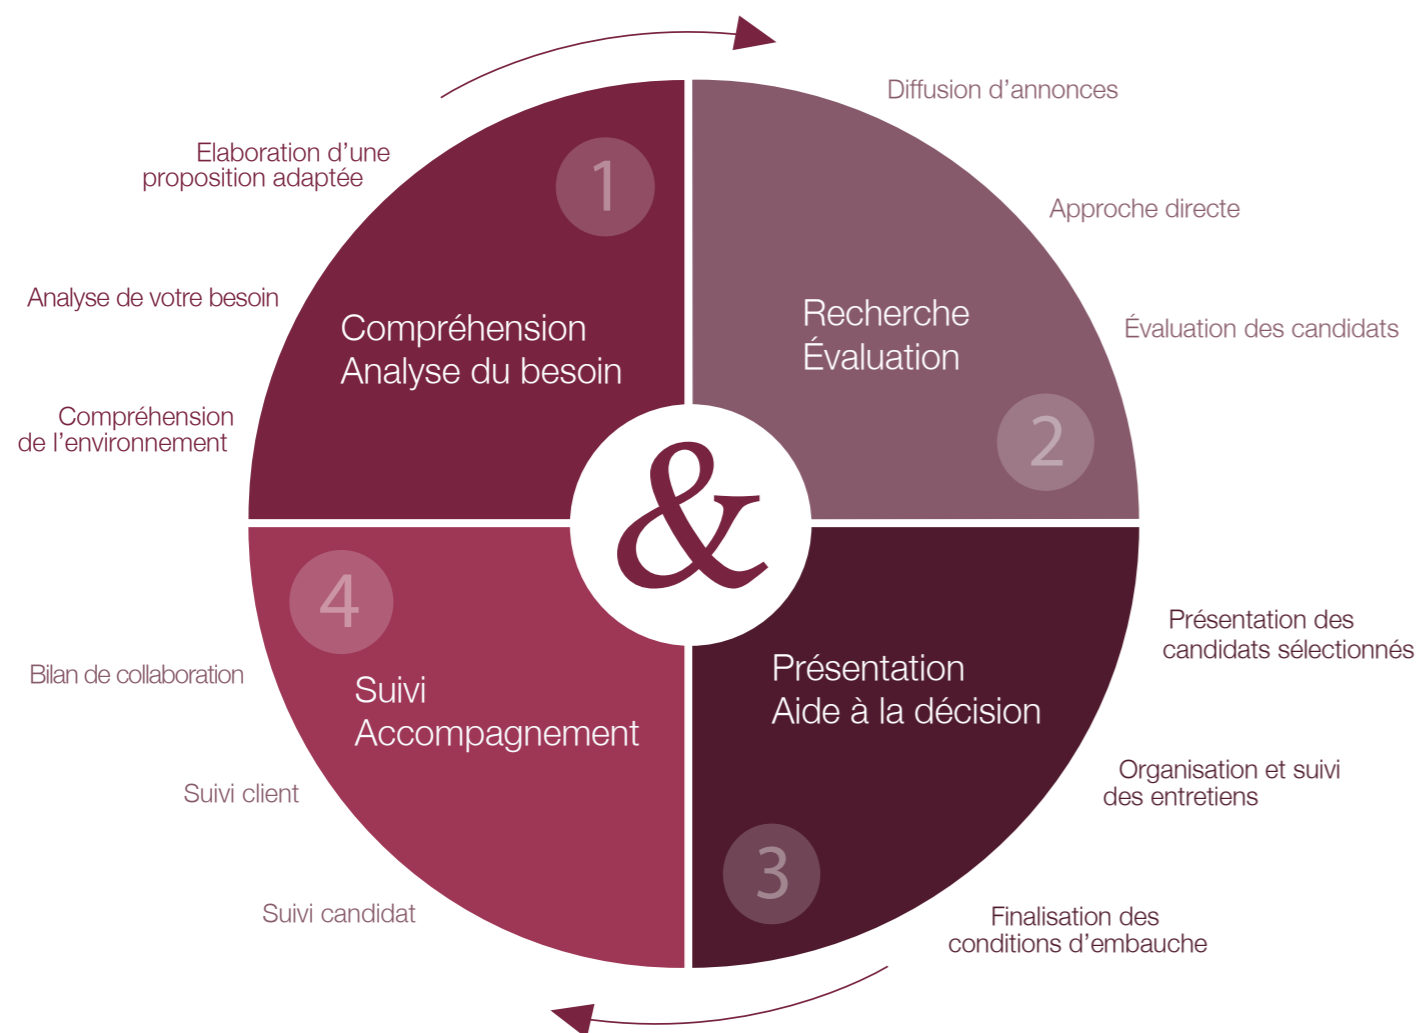 Elaboration d’une
proposition adaptée
Analyse de votre besoin
Compréhension
de l’environnement
1
Compréhension
Analyse du besoin
Diffusion d’annonces
Approche directe
Évaluation des candidats
Recherche
Évaluation
2
&
Présentation
Aide à la décision
3
Présentation des
candidats sélectionnés
Organisation et suivi
des entretiens
Finalisation des
conditions d’embauche
4
Suivi
Accompagnement
Bilan de collaboration
Suivi client
Suivi candidat